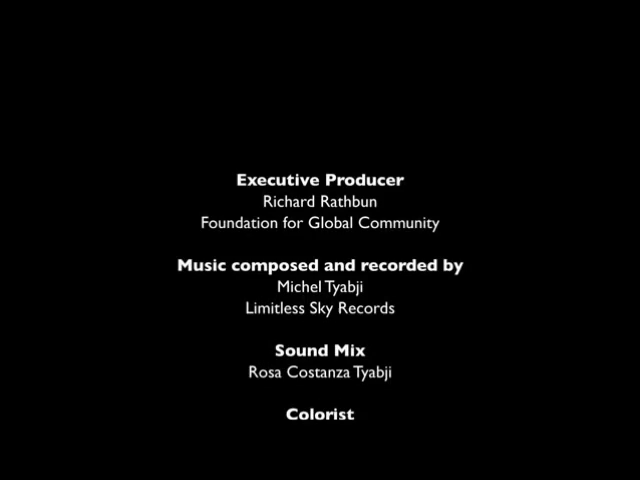 Executive Producer
Richard Rathbun
Foundation for Global Community
Music composed and recorded by
Michel Tyabji
Limitless Sky Records
Sound Mix
Rosa Costanza Tyabji
Colorist